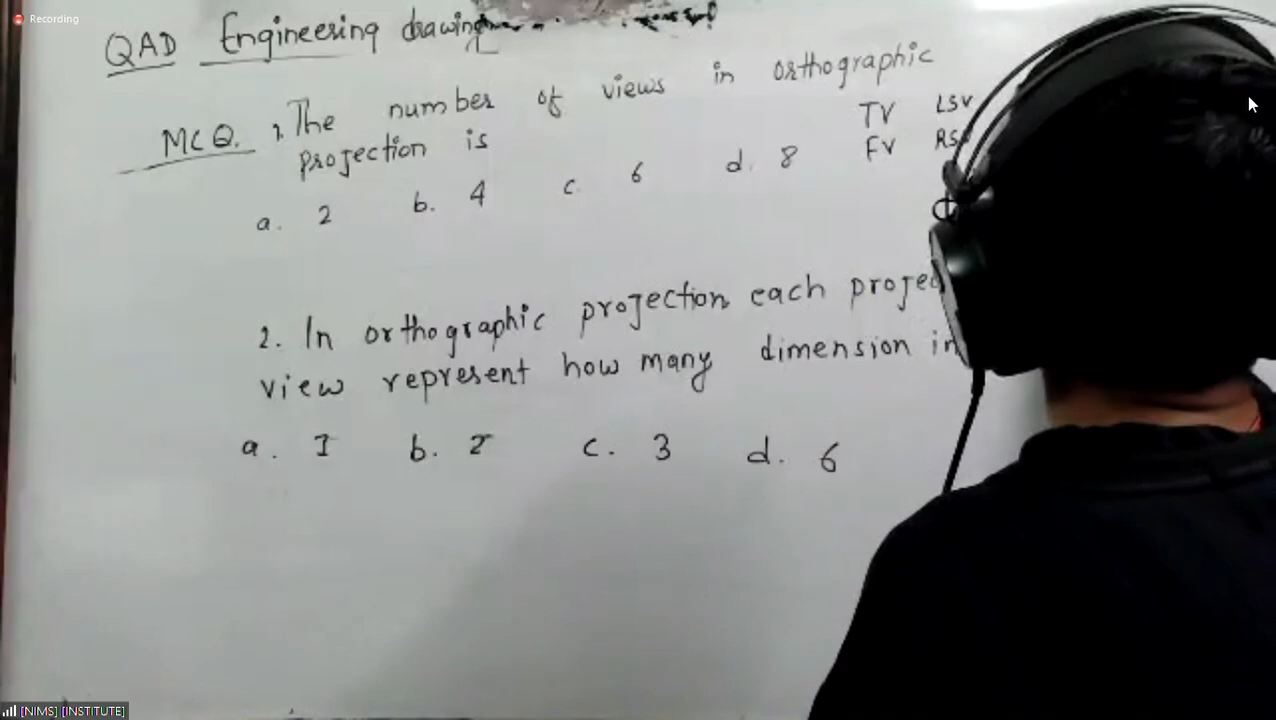 Recording
QAD Engineering drawing
MCQ. 1. The number of views in orthographic
projection is
TV LSV
FV
a. 2 b. 4 c. 6 d. 8
2. In orthographic projection each
view represent how many dimension in
a. 1 b. 2 c. 3 d. 6
[NIMS] [INSTITUTE]